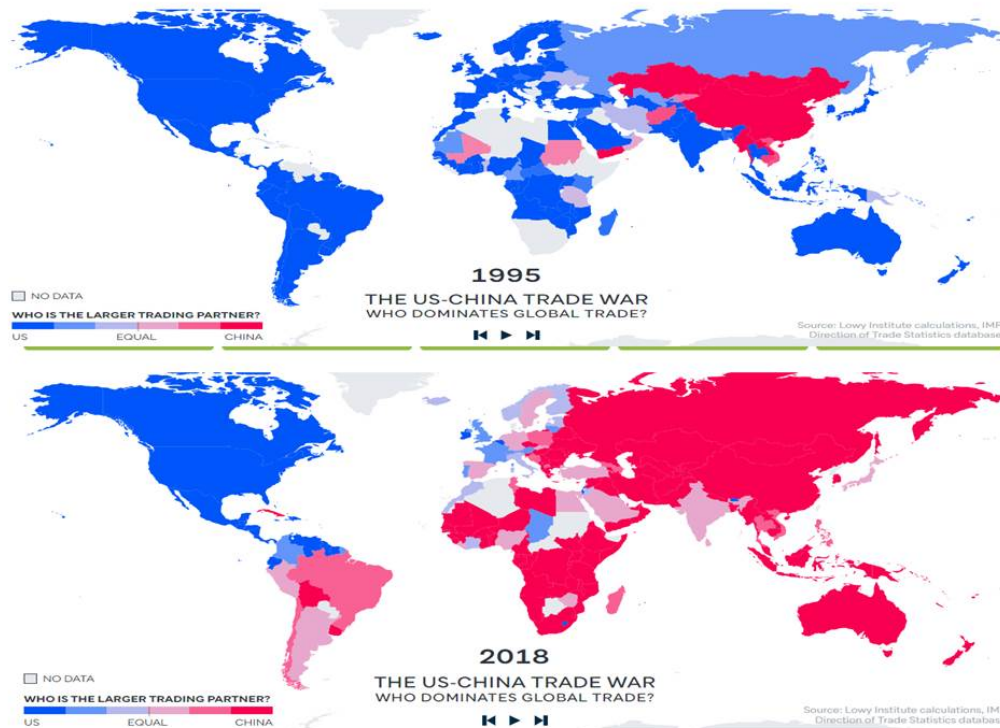 1995
THE US-CHINA TRADE WAR
WHO DOMINATES GLOBAL TRADE?
NO DATA
WHO IS THE LARGER TRADING PARTNER?
US EQUAL CHINA
Source: Lowy Institute calculations, IMF
Direction of Trade Statistics database
2018
THE US-CHINA TRADE WAR
WHO DOMINATES GLOBAL TRADE?
NO DATA
WHO IS THE LARGER TRADING PARTNER?
US EQUAL CHINA
Source: Lowy Institute calculations, IM
Direction of Trade Statistics databas